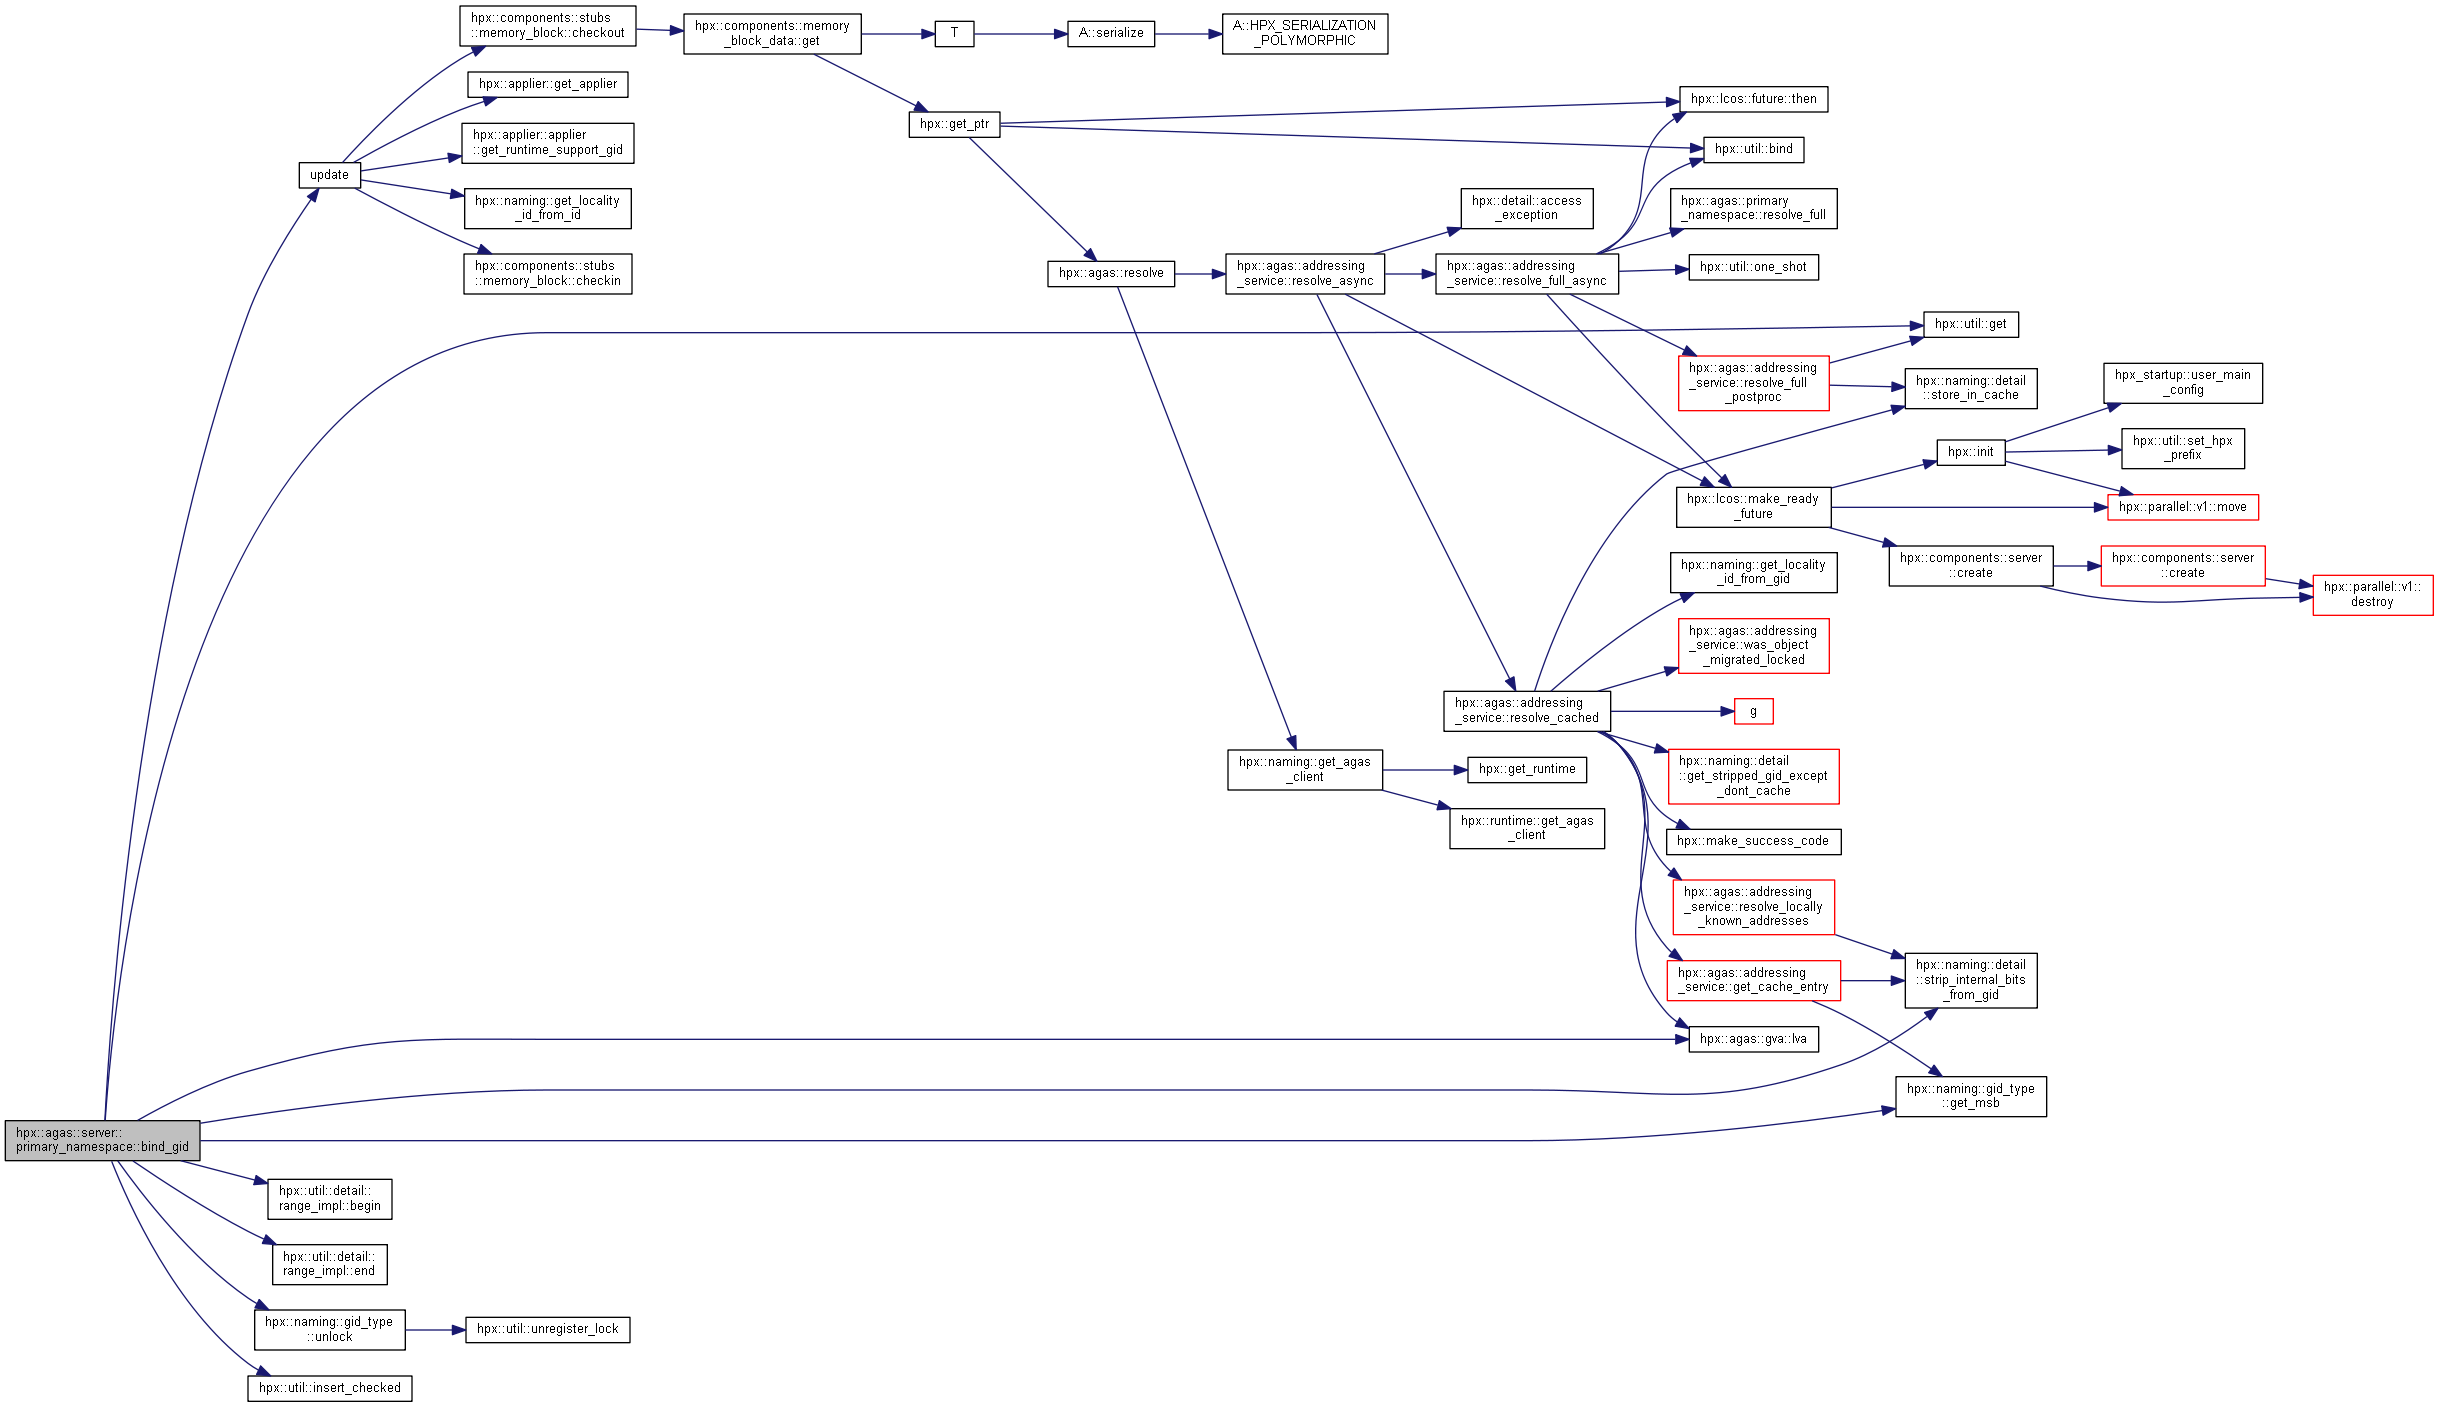 hpx::agas::server::
primary_namespace::bind_gid
update
hpx::components::stubs
::memory_block::checkout
hpx::components::memory
_block_data::get
T
A::serialize
A::HPX_SERIALIZATION
_POLYMORPHIC
hpx::applier::get_applier
hpx::applier::applier
::get_runtime_support_gid
hpx::naming::get_locality
_id_from_id
hpx::components::stubs
::memory_block::checkin
hpx::get_ptr
hpx::lcos::future::then
hpx::util::bind
hpx::agas::resolve
hpx::agas::addressing
_service::resolve_async
hpx::detail::access
_exception
hpx::agas::addressing
_service::resolve_full_async
hpx::agas::primary
_namespace::resolve_full
hpx::util::one_shot
hpx::agas::addressing
_service::resolve_full
_postproc
hpx::util::get
hpx::naming::detail
::store_in_cache
hpx::lcos::make_ready
_future
hpx::init
hpx_startup::user_main
_config
hpx::util::set_hpx
_prefix
hpx::parallel::v1::move
hpx::components::server
::create
hpx::components::server
::create
hpx::parallel::v1::
destroy
hpx::agas::addressing
_service::resolve_cached
hpx::naming::get_locality
_id_from_gid
hpx::agas::addressing
_service::was_object
_migrated_locked
g
hpx::naming::detail
::get_stripped_gid_except
_dont_cache
hpx::make_success_code
hpx::agas::addressing
_service::resolve_locally
_known_addresses
hpx::agas::addressing
_service::get_cache_entry
hpx::naming::detail
::strip_internal_bits
_from_gid
hpx::agas::gva::lva
hpx::naming::gid_type
::get_msb
hpx::naming::get_agas
_client
hpx::get_runtime
hpx::runtime::get_agas
_client
hpx::util::detail::
range_impl::begin
hpx::util::detail::
range_impl::end
hpx::naming::gid_type
::unlock
hpx::util::unregister_lock
hpx::util::insert_checked